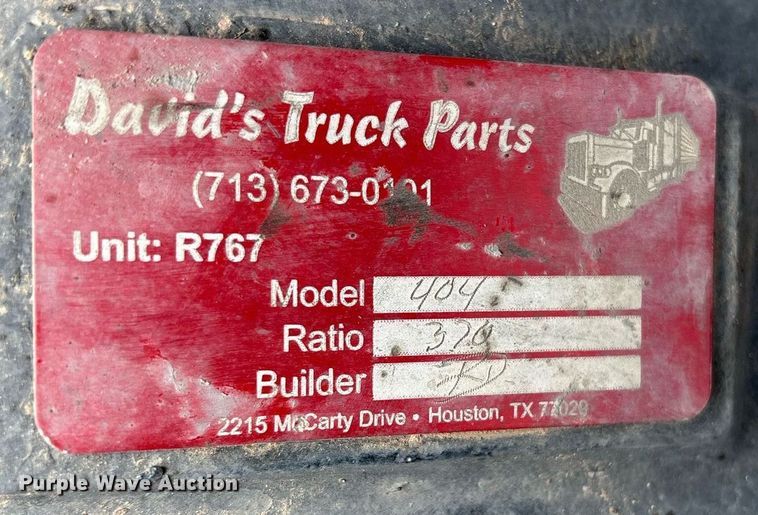 David's Truck Parts
(713) 673-0101
Unit: R767
Model 404
Ratio 370
Builder
2215 McCarty Drive • Houston, TX 77029
Purple Wave Auction